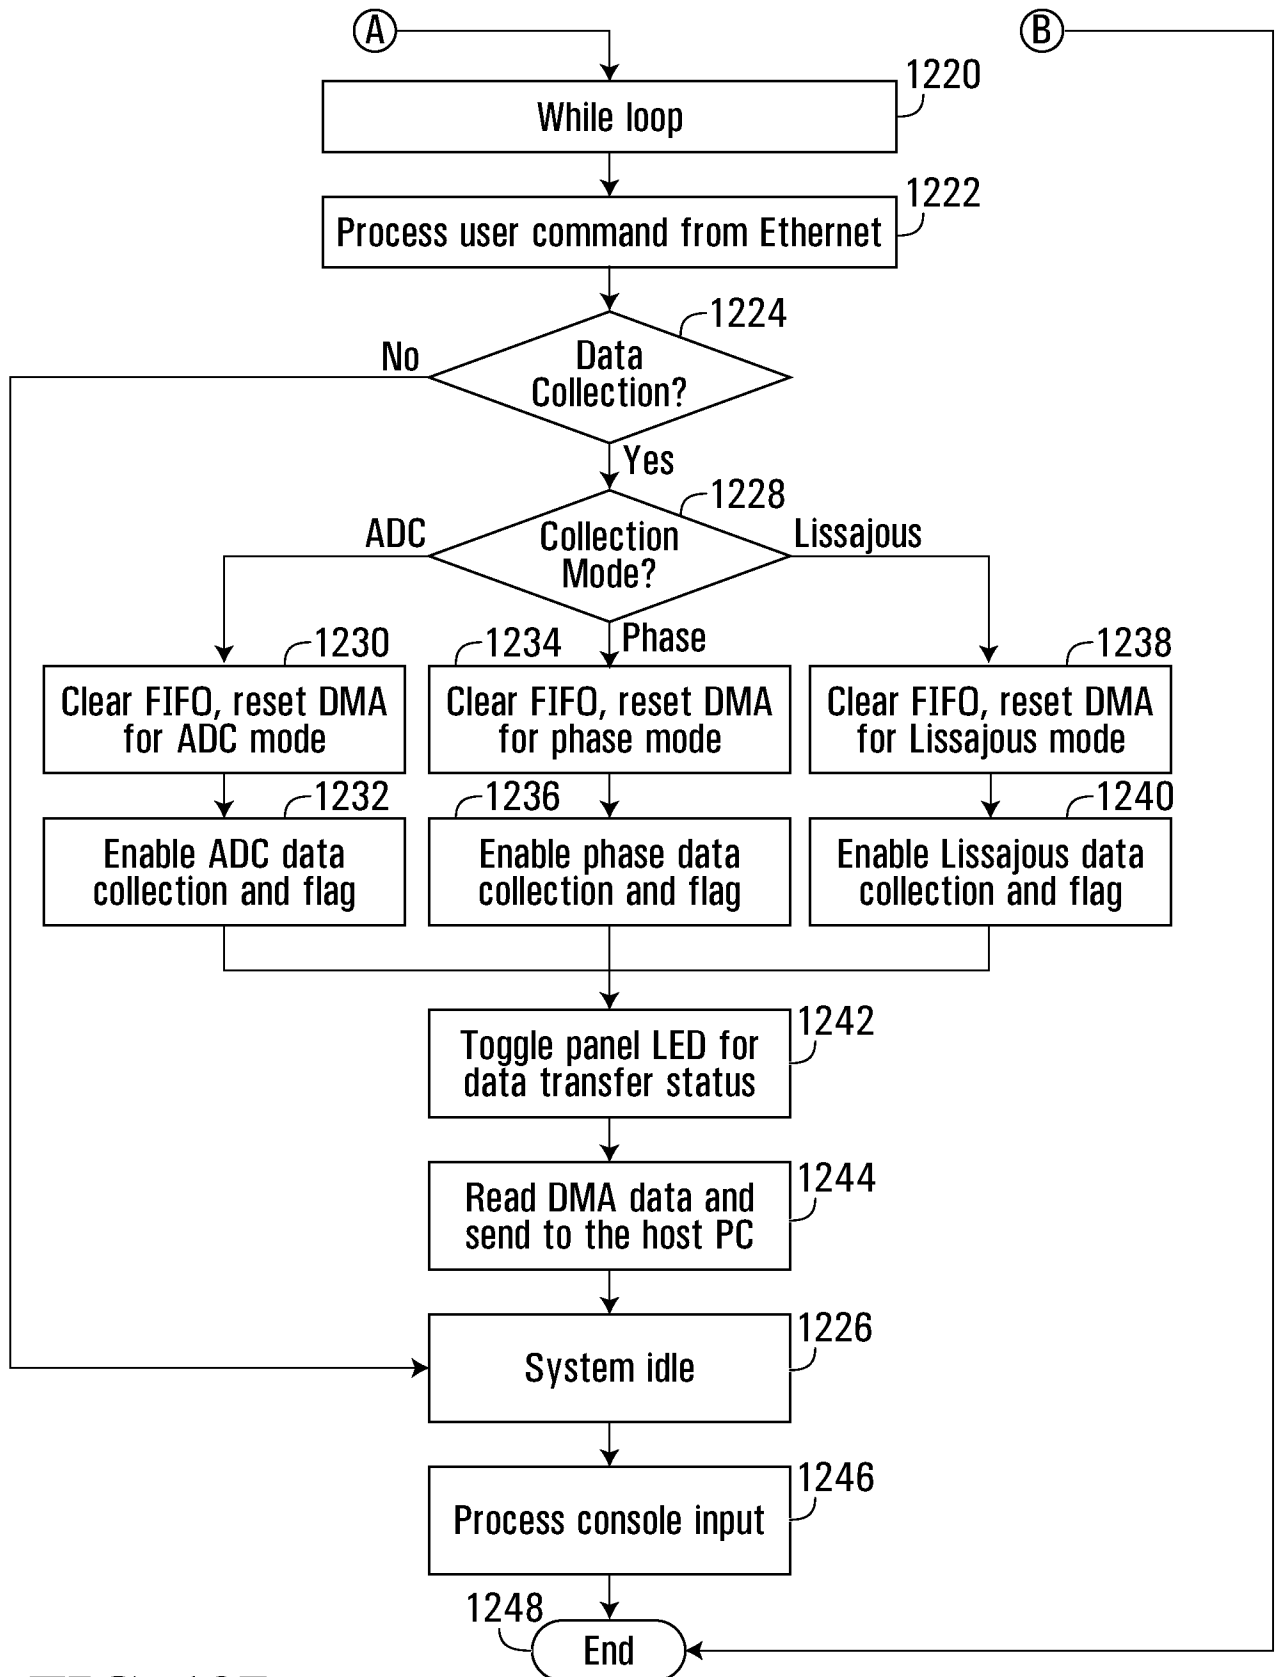 A
B
1220
While loop
1222
Process user command from Ethernet
1224
No
Data
Collection?
Yes
1228
ADC
Collection
Mode?
Lissajous
Phase
1230
1234
1238
Clear FIFO, reset DMA
for ADC mode
Clear FIFO, reset DMA
for phase mode
Clear FIFO, reset DMA
for Lissajous mode
1232
1236
1240
Enable ADC data
collection and flag
Enable phase data
collection and flag
Enable Lissajous data
collection and flag
1242
Toggle panel LED for
data transfer status
1244
Read DMA data and
send to the host PC
1226
System idle
1246
Process console input
1248
End